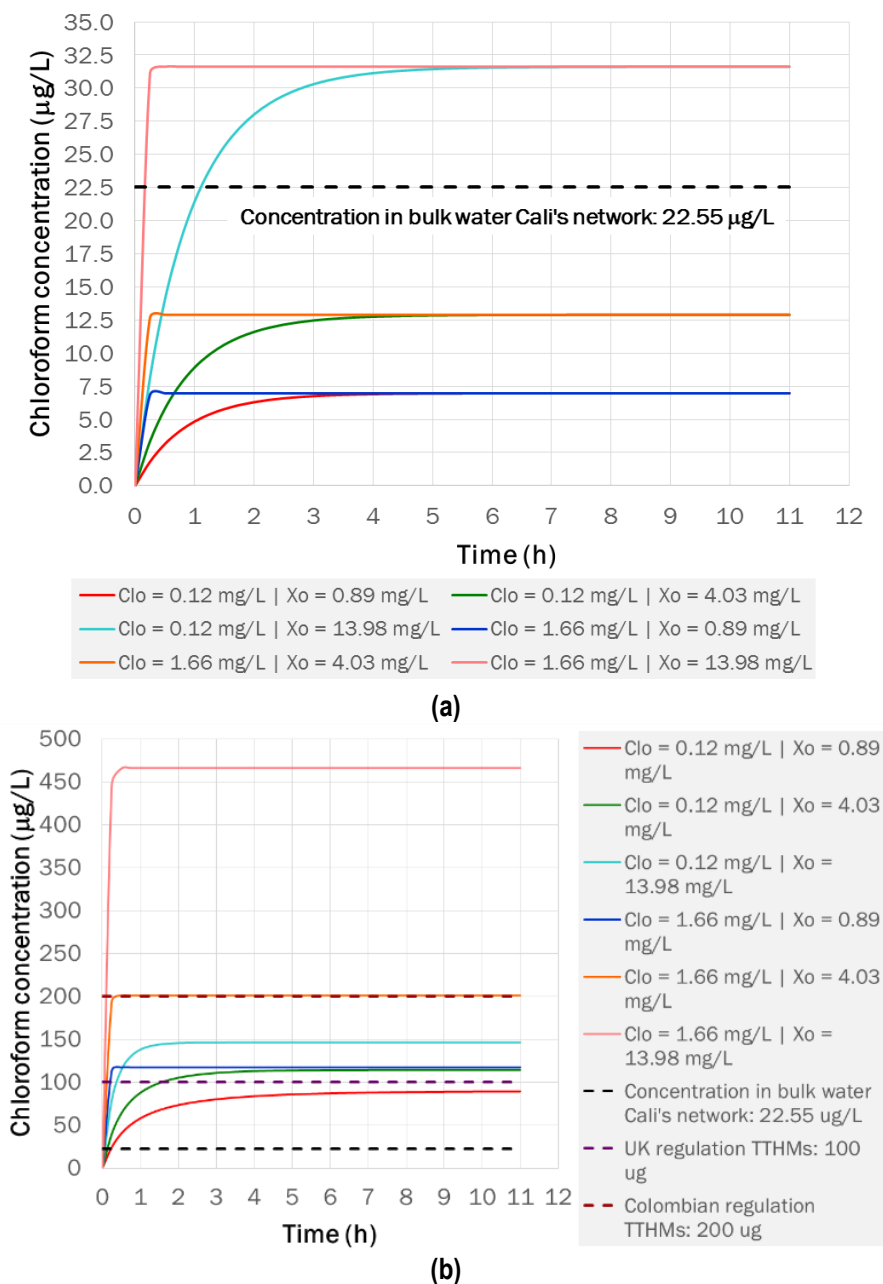 35.0
32.5
30.0
27.5
25.0
22.5
20.0
17.5
15.0
12.5
10.0
7.5
5.0
2.5
0.0
Chloroform concentration (µg/L)
Concentration in bulk water Cali's network: 22.55 µg/L
0 1 2 3 4 5 6 7 8 9 10 11 12
Time (h)
Clo = 0.12 mg/L | Xo = 0.89 mg/L
Clo = 0.12 mg/L | Xo = 4.03 mg/L
Clo = 0.12 mg/L | Xo = 13.98 mg/L
Clo = 1.66 mg/L | Xo = 0.89 mg/L
Clo = 1.66 mg/L | Xo = 4.03 mg/L
Clo = 1.66 mg/L | Xo = 13.98 mg/L
(a)
500
450
400
350
300
250
200
150
100
50
0
Chloroform concentration (µg/L)
0 1 2 3 4 5 6 7 8 9 10 11 12
Time (h)
Clo = 0.12 mg/L | Xo = 0.89
mg/L
Clo = 0.12 mg/L | Xo = 4.03
mg/L
Clo = 0.12 mg/L | Xo =
13.98 mg/L
Clo = 1.66 mg/L | Xo = 0.89
mg/L
Clo = 1.66 mg/L | Xo = 4.03
mg/L
Clo = 1.66 mg/L | Xo =
13.98 mg/L
Concentration in bulk water
Cali's network: 22.55 ug/L
UK regulation TTHMs: 100
ug
Colombian regulation
TTHMs: 200 ug
(b)